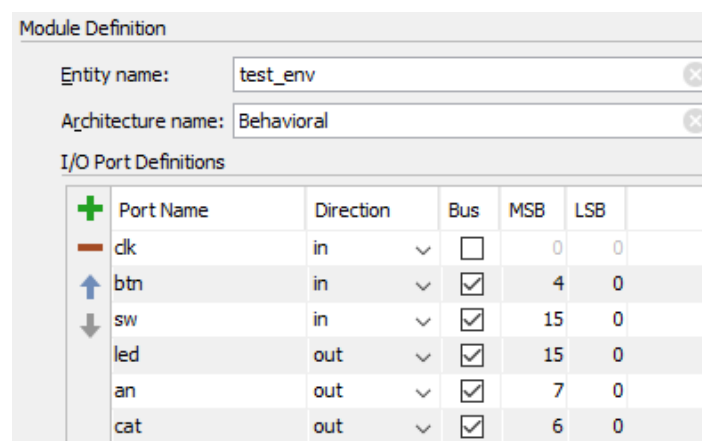 Module Definition
Entity name: test_env
Architecture name: Behavioral
I/O Port Definitions
Port Name Direction Bus MSB LSB
clk in 0 0
btn in 4 0
sw in 15 0
led out 15 0
an out 7 0
cat out 6 0